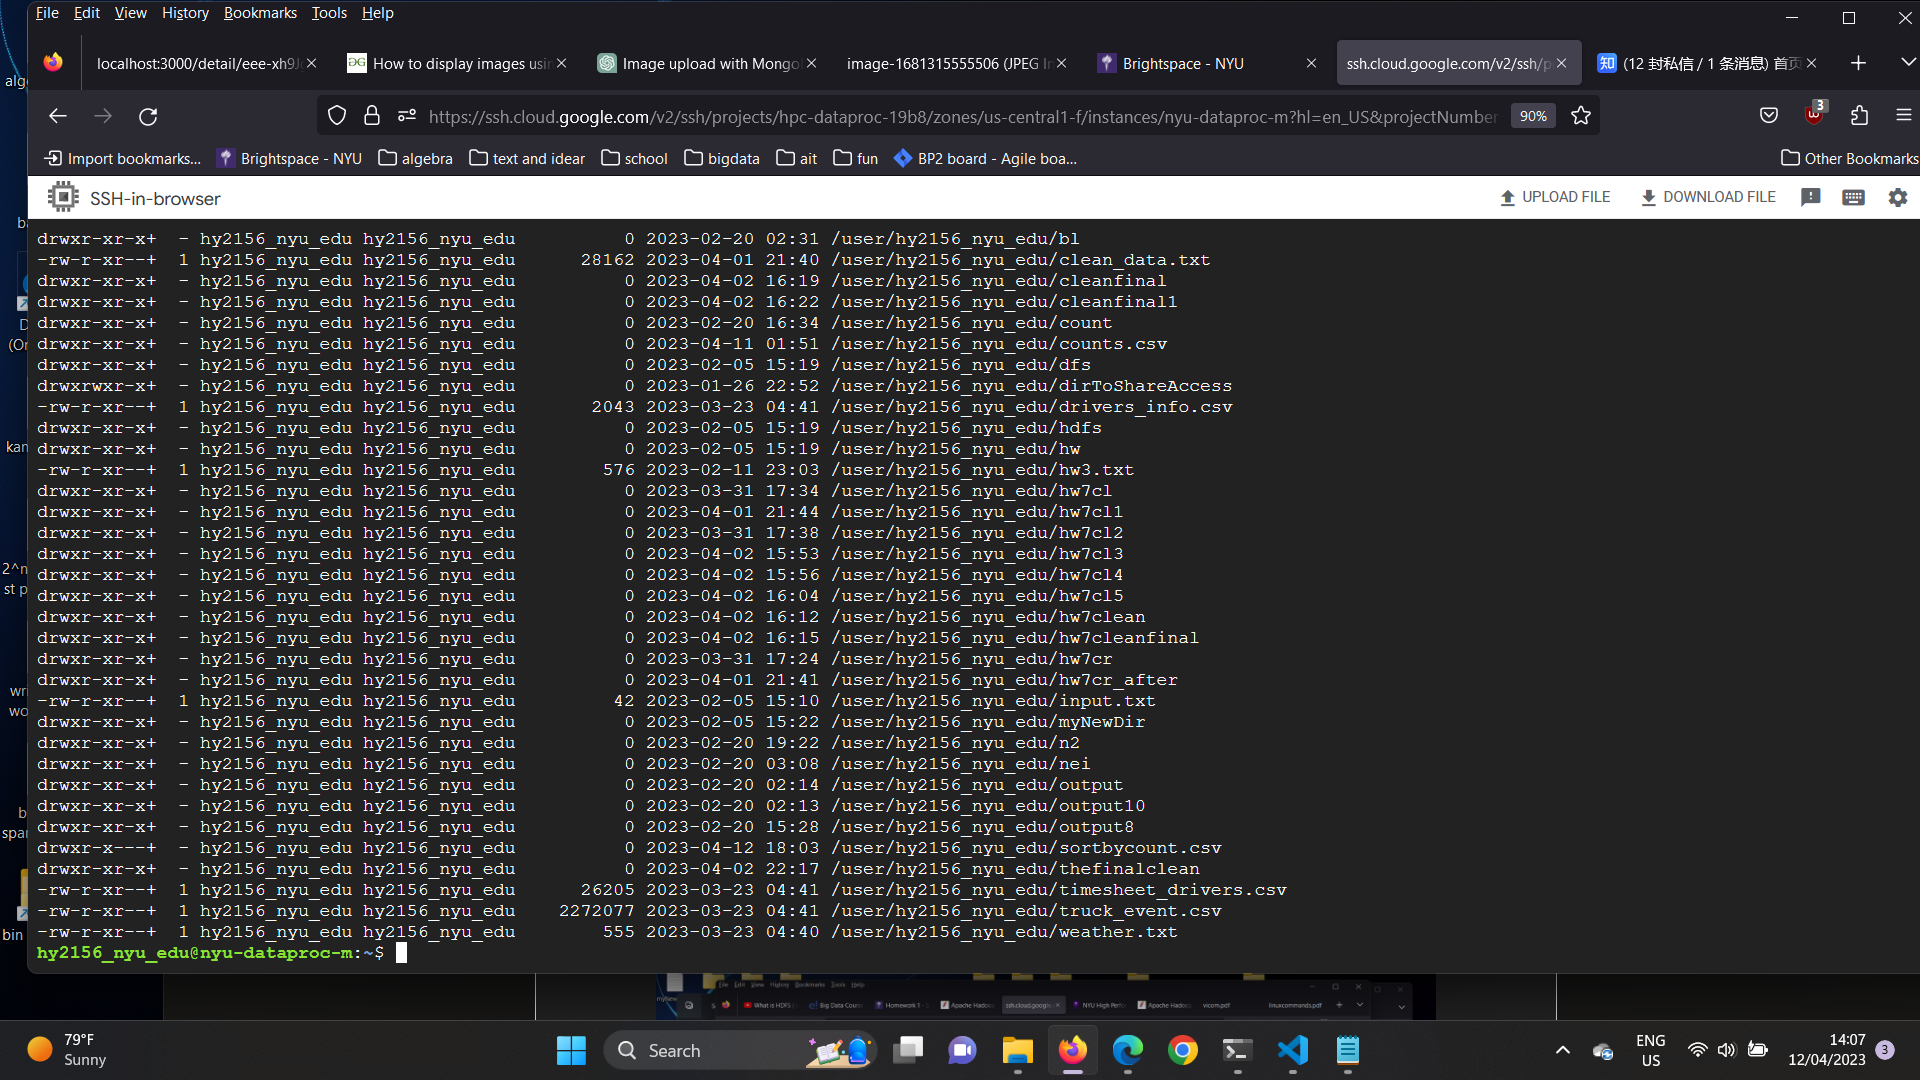 File Edit View History Bookmarks Tools Help
localhost:3000/detail/eee-xh9J
How to display images usin
Image upload with Mongo
image-1681315555506 (JPEG I
Brightspace - NYU
ssh.cloud.google.com/v2/ssh/p
知 (12 封私信 / 1 条消息) 首页
https://ssh.cloud.google.com/v2/ssh/projects/hpc-dataproc-19b8/zones/us-central1-f/instances/nyu-dataproc-m?hl=en_US&projectNumber
90%
3
Import bookmarks... Brightspace - NYU algebra text and idear school bigdata ait fun BP2 board - Agile boa... Other Bookmarks
SSH-in-browser UPLOAD FILE DOWNLOAD FILE
drwxr-xr-x+ - hy2156_nyu_edu hy2156_nyu_edu 0 2023-02-20 02:31 /user/hy2156_nyu_edu/bl
-rw-r-xr--+ 1 hy2156_nyu_edu hy2156_nyu_edu 28162 2023-04-01 21:40 /user/hy2156_nyu_edu/clean_data.txt
drwxr-xr-x+ - hy2156_nyu_edu hy2156_nyu_edu 0 2023-04-02 16:19 /user/hy2156_nyu_edu/cleanfinal
drwxr-xr-x+ - hy2156_nyu_edu hy2156_nyu_edu 0 2023-04-02 16:22 /user/hy2156_nyu_edu/cleanfinal1
drwxr-xr-x+ - hy2156_nyu_edu hy2156_nyu_edu 0 2023-02-20 16:34 /user/hy2156_nyu_edu/count
drwxr-xr-x+ - hy2156_nyu_edu hy2156_nyu_edu 0 2023-04-11 01:51 /user/hy2156_nyu_edu/counts.csv
drwxr-xr-x+ - hy2156_nyu_edu hy2156_nyu_edu 0 2023-02-05 15:19 /user/hy2156_nyu_edu/dfs
drwxrwxr-x+ - hy2156_nyu_edu hy2156_nyu_edu 0 2023-01-26 22:52 /user/hy2156_nyu_edu/dirToShareAccess
-rw-r-xr--+ 1 hy2156_nyu_edu hy2156_nyu_edu 2043 2023-03-23 04:41 /user/hy2156_nyu_edu/drivers_info.csv
drwxr-xr-x+ - hy2156_nyu_edu hy2156_nyu_edu 0 2023-02-05 15:19 /user/hy2156_nyu_edu/hdfs
drwxr-xr-x+ - hy2156_nyu_edu hy2156_nyu_edu 0 2023-02-05 15:19 /user/hy2156_nyu_edu/hw
-rw-r-xr--+ 1 hy2156_nyu_edu hy2156_nyu_edu 576 2023-02-11 23:03 /user/hy2156_nyu_edu/hw3.txt
drwxr-xr-x+ - hy2156_nyu_edu hy2156_nyu_edu 0 2023-03-31 17:34 /user/hy2156_nyu_edu/hw7cl
drwxr-xr-x+ - hy2156_nyu_edu hy2156_nyu_edu 0 2023-04-01 21:44 /user/hy2156_nyu_edu/hw7cl1
drwxr-xr-x+ - hy2156_nyu_edu hy2156_nyu_edu 0 2023-03-31 17:38 /user/hy2156_nyu_edu/hw7cl2
drwxr-xr-x+ - hy2156_nyu_edu hy2156_nyu_edu 0 2023-04-02 15:53 /user/hy2156_nyu_edu/hw7cl3
drwxr-xr-x+ - hy2156_nyu_edu hy2156_nyu_edu 0 2023-04-02 15:56 /user/hy2156_nyu_edu/hw7cl4
drwxr-xr-x+ - hy2156_nyu_edu hy2156_nyu_edu 0 2023-04-02 16:04 /user/hy2156_nyu_edu/hw7cl5
drwxr-xr-x+ - hy2156_nyu_edu hy2156_nyu_edu 0 2023-04-02 16:12 /user/hy2156_nyu_edu/hw7clean
drwxr-xr-x+ - hy2156_nyu_edu hy2156_nyu_edu 0 2023-04-02 16:15 /user/hy2156_nyu_edu/hw7cleanfinal
drwxr-xr-x+ - hy2156_nyu_edu hy2156_nyu_edu 0 2023-03-31 17:24 /user/hy2156_nyu_edu/hw7cr
drwxr-xr-x+ - hy2156_nyu_edu hy2156_nyu_edu 0 2023-04-01 21:41 /user/hy2156_nyu_edu/hw7cr_after
-rw-r-xr--+ 1 hy2156_nyu_edu hy2156_nyu_edu 42 2023-02-05 15:10 /user/hy2156_nyu_edu/input.txt
drwxr-xr-x+ - hy2156_nyu_edu hy2156_nyu_edu 0 2023-02-05 15:22 /user/hy2156_nyu_edu/myNewDir
drwxr-xr-x+ - hy2156_nyu_edu hy2156_nyu_edu 0 2023-02-20 19:22 /user/hy2156_nyu_edu/n2
drwxr-xr-x+ - hy2156_nyu_edu hy2156_nyu_edu 0 2023-02-20 03:08 /user/hy2156_nyu_edu/nei
drwxr-xr-x+ - hy2156_nyu_edu hy2156_nyu_edu 0 2023-02-20 02:14 /user/hy2156_nyu_edu/output
drwxr-xr-x+ - hy2156_nyu_edu hy2156_nyu_edu 0 2023-02-20 02:13 /user/hy2156_nyu_edu/output10
drwxr-xr-x+ - hy2156_nyu_edu hy2156_nyu_edu 0 2023-02-20 15:28 /user/hy2156_nyu_edu/output8
drwxr-x---+ - hy2156_nyu_edu hy2156_nyu_edu 0 2023-04-12 18:03 /user/hy2156_nyu_edu/sortbycount.csv
drwxr-xr-x+ - hy2156_nyu_edu hy2156_nyu_edu 0 2023-04-02 22:17 /user/hy2156_nyu_edu/thefinalclean
-rw-r-xr--+ 1 hy2156_nyu_edu hy2156_nyu_edu 26205 2023-03-23 04:41 /user/hy2156_nyu_edu/timesheet_drivers.csv
-rw-r-xr--+ 1 hy2156_nyu_edu hy2156_nyu_edu 2272077 2023-03-23 04:41 /user/hy2156_nyu_edu/truck_event.csv
-rw-r-xr--+ 1 hy2156_nyu_edu hy2156_nyu_edu 555 2023-03-23 04:40 /user/hy2156_nyu_edu/weather.txt
hy2156_nyu_edu@nyu-dataproc-m:~$
79°F
Sunny
Search
ENG
US
14:07
12/04/2023
3